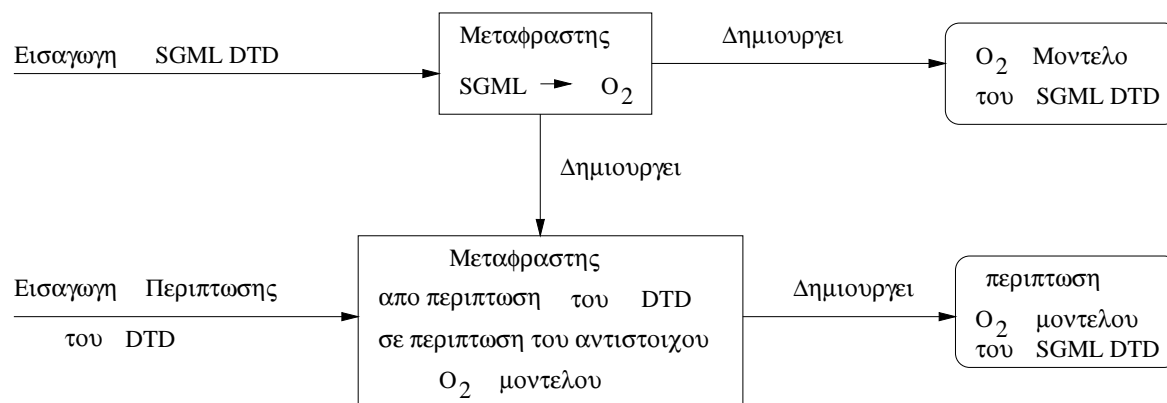 Εισαγωγη SGML DTD
Μεταφραστης
SGML → O2
Δημιουργει
O2 Μοντελο
του SGML DTD
Δημιουργει
Εισαγωγη Περιπτωσης
του DTD
Μεταφραστης
απο περιπτωση του DTD
σε περιπτωση του αντιστοιχου
O2 μοντελου
Δημιουργει
περιπτωση
O2 μοντελου
του SGML DTD